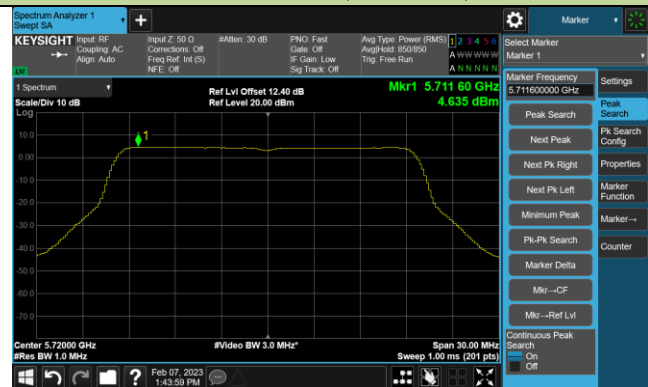 Spectrum Analyzer 1
Swept SA
Marker
KEYSIGHT
Input: RF
Coupling: AC
Align: Auto
Input Z: 50 Ω
Corrections: Off
Freq Ref: Int (S)
NFE: Off
#Atten: 30 dB
PNO: Fast
Gate: Off
IF Gain: Low
Sig Track: Off
Avg Type: Power (RMS)
Avg|Hold: 850/850
Trig: Free Run
1 2 3 4 5 6
A W W W W W
A N N N N N
LXI
Select Marker
Marker 1
1 Spectrum
Scale/Div 10 dB
Log
Ref Lvl Offset 12.40 dB
Ref Level 20.00 dBm
Mkr1 5.711 60 GHz
4.635 dBm
1
10.0
0.00
-10.0
-20.0
-30.0
-40.0
-50.0
-60.0
-70.0
Center 5.72000 GHz
#Res BW 1.0 MHz
#Video BW 3.0 MHz*
Span 30.00 MHz
Sweep 1.00 ms (201 pts)
Marker Frequency
5.711600000 GHz
Peak Search
Next Peak
Next Pk Right
Next Pk Left
Minimum Peak
Pk-Pk Search
Marker Delta
Mkr→CF
Mkr→Ref Lvl
Continuous Peak
Search
On
Off
Settings
Peak
Search
Pk Search
Config
Properties
Marker
Function
Marker→
Counter
?
Feb 07, 2023
1:43:59 PM